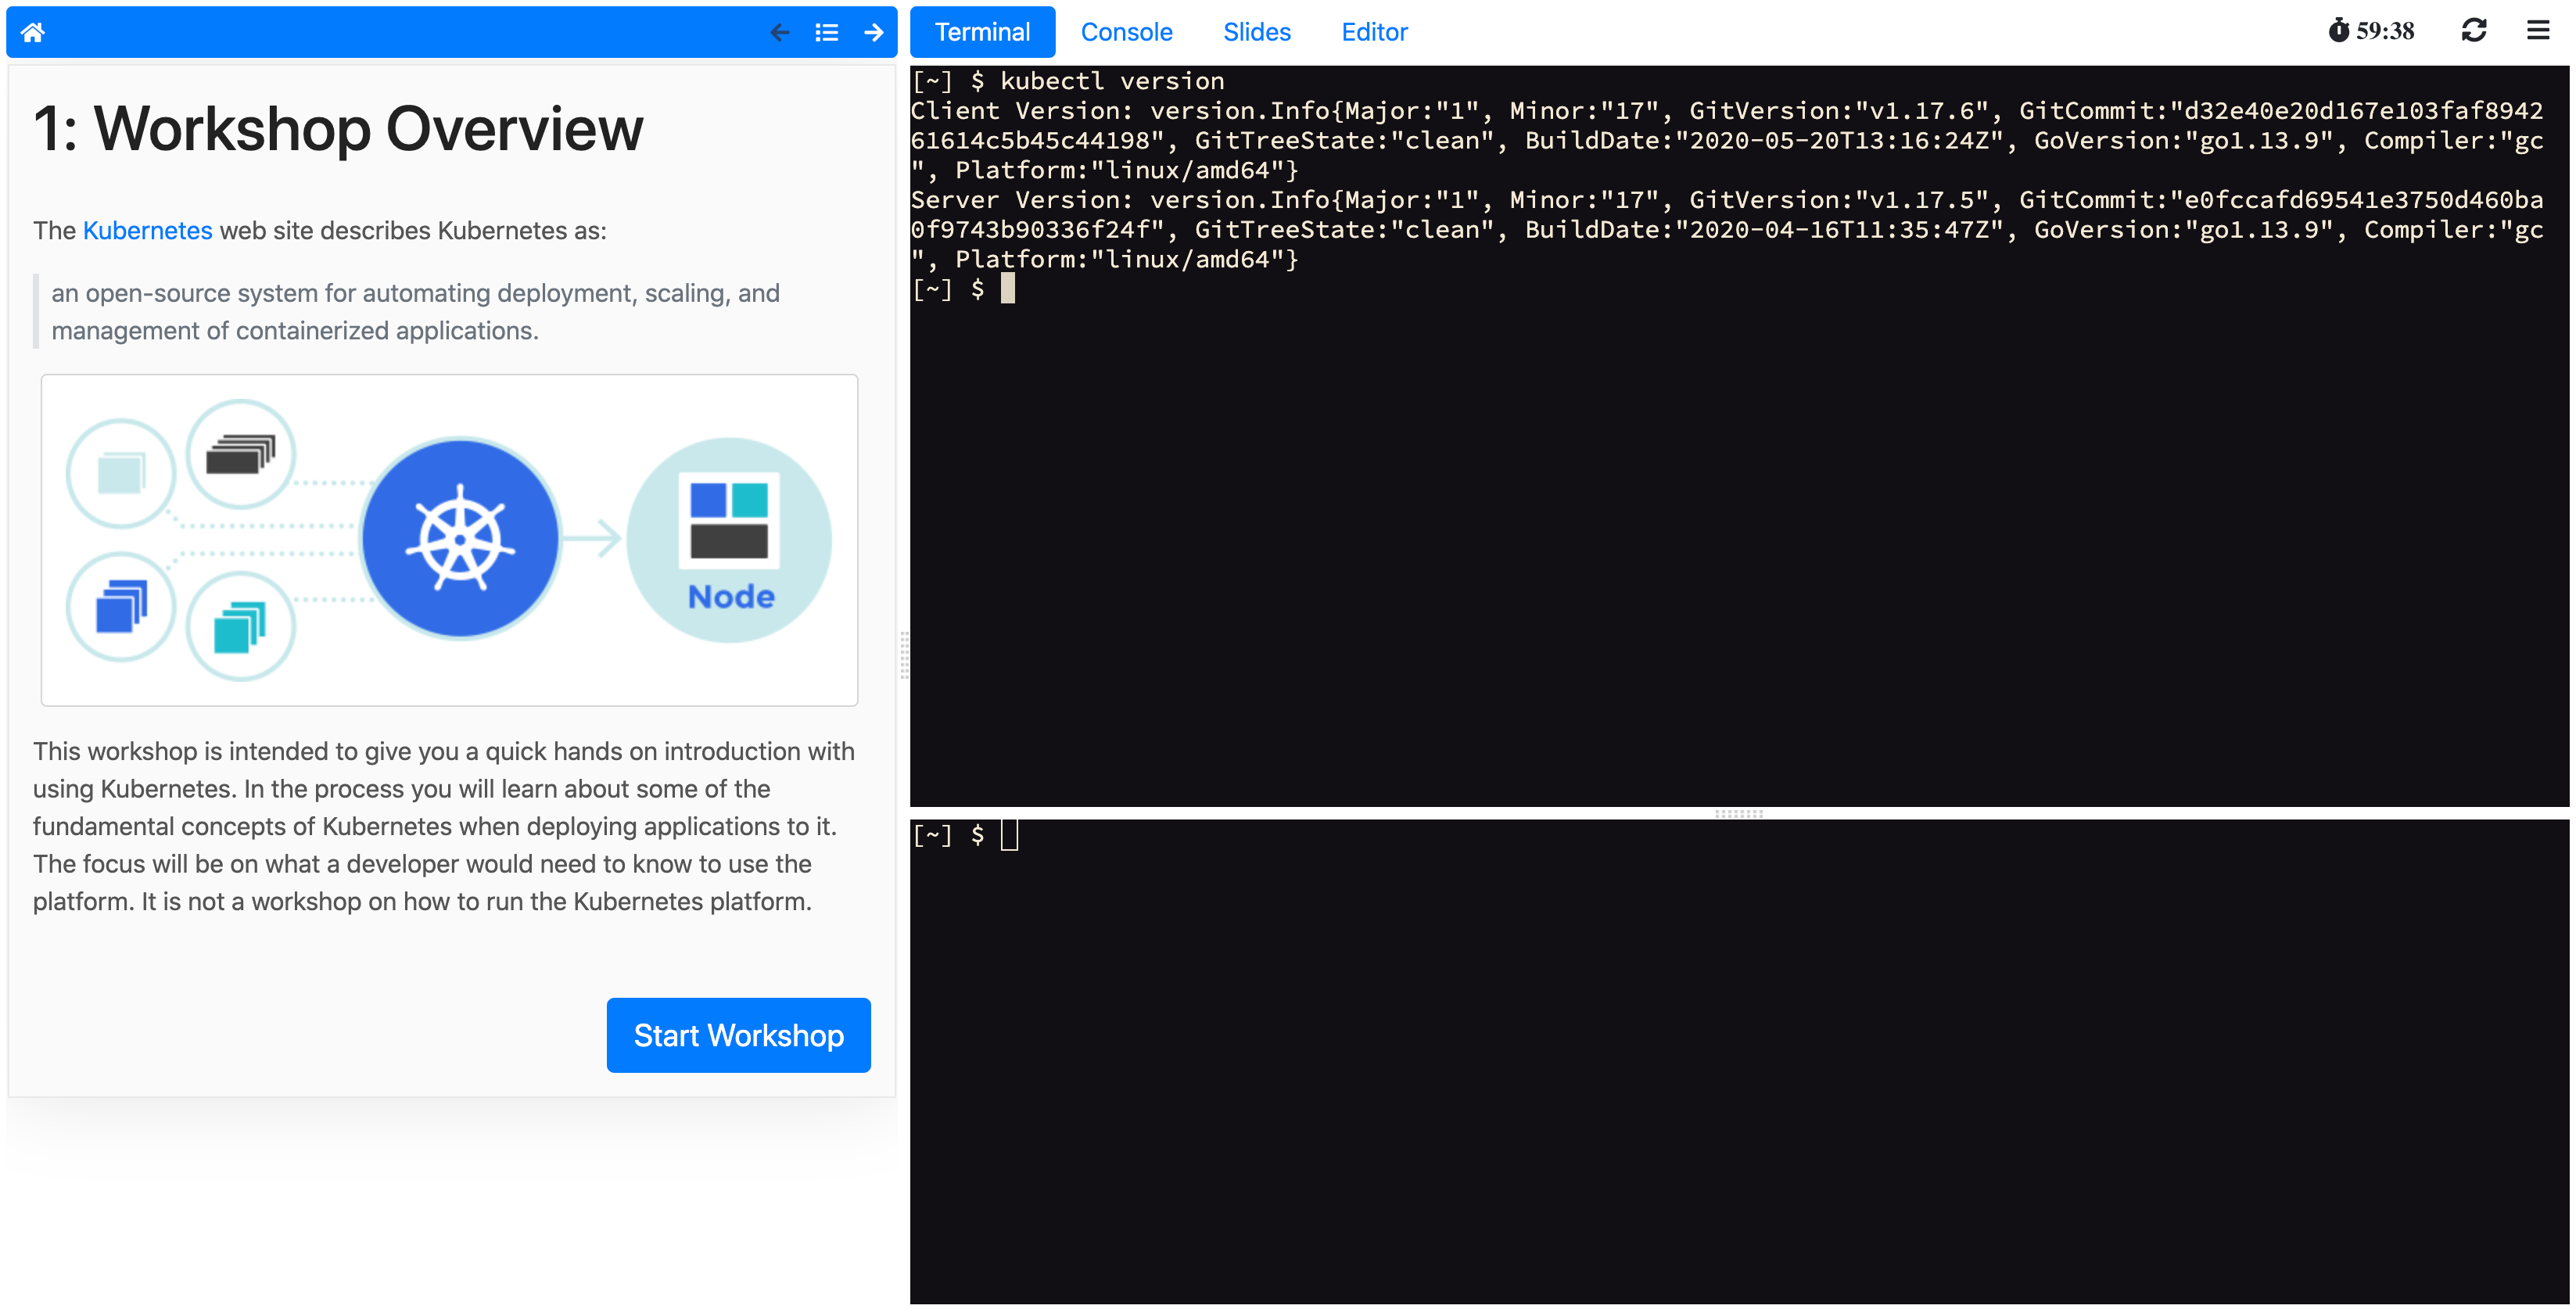 Terminal Console Slides Editor 59:38
1: Workshop Overview
The Kubernetes web site describes Kubernetes as:
an open-source system for automating deployment, scaling, and
management of containerized applications.
Node
This workshop is intended to give you a quick hands on introduction with
using Kubernetes. In the process you will learn about some of the
fundamental concepts of Kubernetes when deploying applications to it.
The focus will be on what a developer would need to know to use the
platform. It is not a workshop on how to run the Kubernetes platform.
Start Workshop
[~] $ kubectl version
Client Version: version.Info{Major:"1", Minor:"17", GitVersion:"v1.17.6", GitCommit:"d32e40e20d167e103faf8942
61614c5b45c44198", GitTreeState:"clean", BuildDate:"2020-05-20T13:16:24Z", GoVersion:"go1.13.9", Compiler:"gc
", Platform:"linux/amd64"}
Server Version: version.Info{Major:"1", Minor:"17", GitVersion:"v1.17.5", GitCommit:"e0fccafd69541e3750d460ba
0f9743b90336f24f", GitTreeState:"clean", BuildDate:"2020-04-16T11:35:47Z", GoVersion:"go1.13.9", Compiler:"gc
", Platform:"linux/amd64"}
[~] $
[~] $